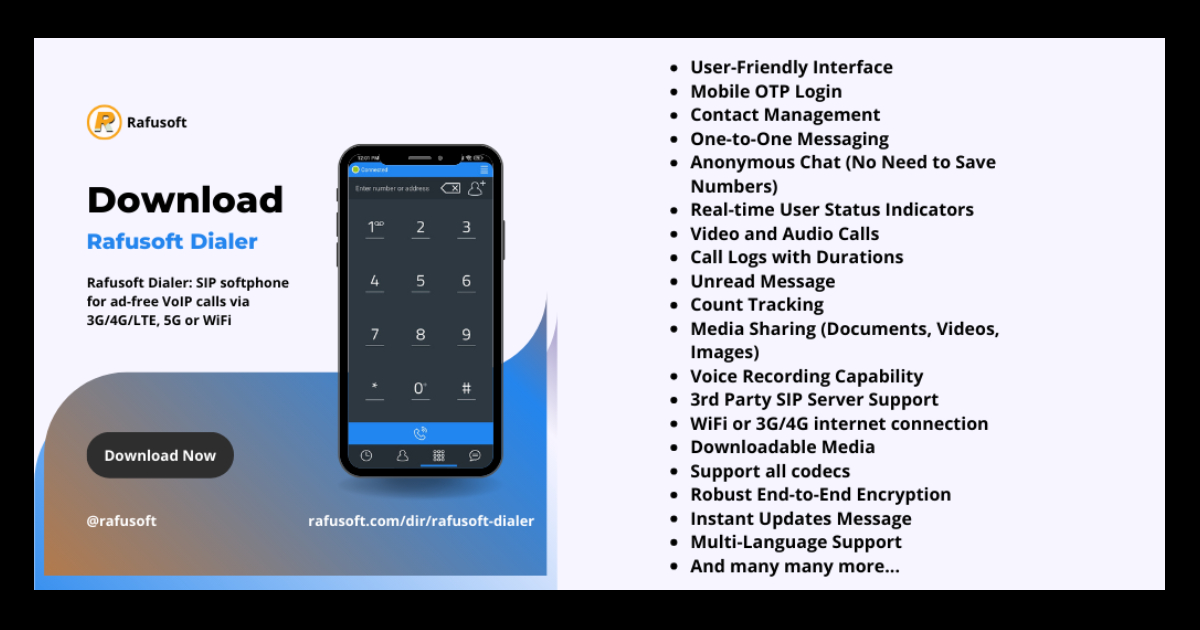 Rafusoft
Download
Rafusoft Dialer
Rafusoft Dialer: SIP softphone
for ad-free VoIP calls via
3G/4G/LTE, 5G or WiFi
Download Now
@rafusoft
rafusoft.com/dir/rafusoft-dialer
Connected
Enter number or address
1 2 3
4 5 6
7 8 9
* 0 #
• User-Friendly Interface
• Mobile OTP Login
• Contact Management
• One-to-One Messaging
• Anonymous Chat (No Need to Save
Numbers)
• Real-time User Status Indicators
• Video and Audio Calls
• Call Logs with Durations
• Unread Message
• Count Tracking
• Media Sharing (Documents, Videos,
Images)
• Voice Recording Capability
• 3rd Party SIP Server Support
• WiFi or 3G/4G internet connection
• Downloadable Media
• Support all codecs
• Robust End-to-End Encryption
• Instant Updates Message
• Multi-Language Support
• And many many more...